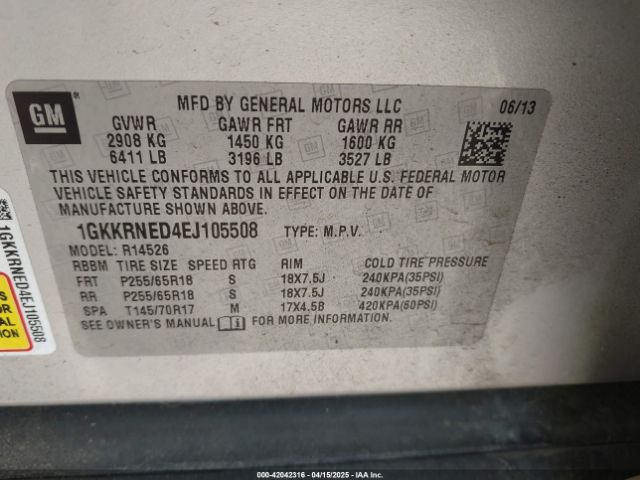 GM
®
MFD BY GENERAL MOTORS LLC 06/13
GVWR GAWR FRT GAWR RR
2908 KG 1450 KG 1600 KG
6411 LB 3196 LB 3527 LB
THIS VEHICLE CONFORMS TO ALL APPLICABLE U.S. FEDERAL MOTOR
VEHICLE SAFETY STANDARDS IN EFFECT ON THE DATE OF
MANUFACTURE SHOWN ABOVE.
1GKKRNED4EJ105508 TYPE: M.P.V.
MODEL: R14526
RBBM TIRE SIZE SPEED RTG RIM COLD TIRE PRESSURE
FRT P255/65R18 S 18X7.5J 240KPA(35PSI)
RR P255/65R18 S 18X7.5J 240KPA(35PSI)
SPA T145/70R17 M 17X4.5B 420KPA(60PSI)
SEE OWNER'S MANUAL FOR MORE INFORMATION.
1GKKRNED4EJ105508
OR
AL
000-42042316 - 04/15/2025 - IAA Inc.